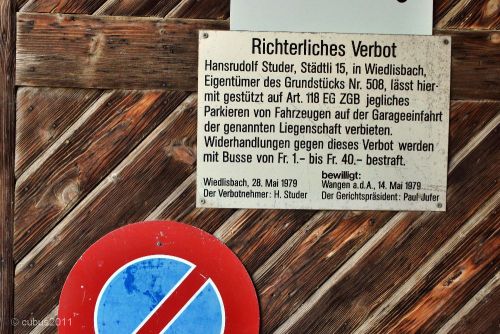 Richterliches Verbot
Hansrudolf Studer, Städtli 15, in Wiedlisbach,
Eigentümer des Grundstücks Nr. 508, lässt hier-
mit gestützt auf Art. 118 EG ZGB jegliches
Parkieren von Fahrzeugen auf der Garageeinfahrt
der genannten Liegenschaft verbieten.
Widerhandlungen gegen dieses Verbot werden
mit Busse von Fr. 1.- bis Fr. 40.- bestraft.
bewilligt:
Wiedlisbach, 28. Mai 1979 Wangen a.d.A., 14. Mai 1979
Der Verbotnehmer: H. Studer Der Gerichtspräsident: Paul Jufer
© cubus2011